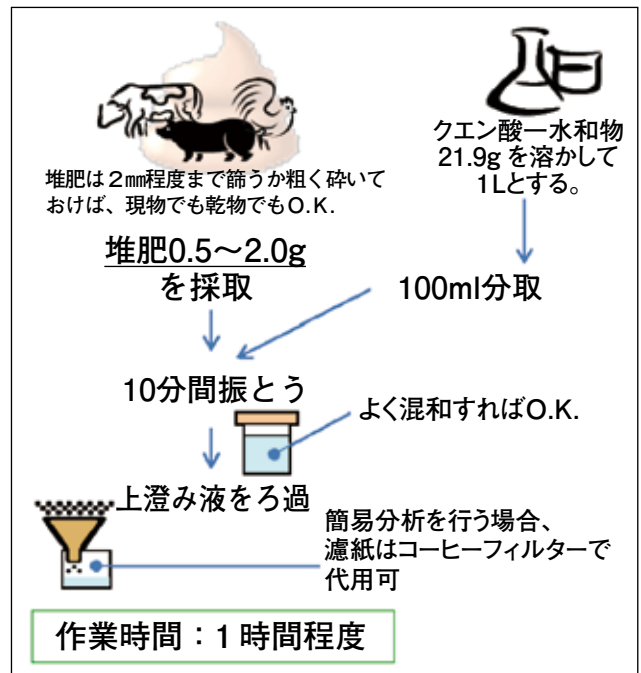 堆肥は２㎜程度まで篩うか粗く砕いて
おけば、現物でも乾物でもＯ.Ｋ.
堆肥0.5～2.0g
を採取
クエン酸一水和物
21.9g を溶かして
１Lとする。
100ml分取
10分間振とう
よく混和すればO.K.
上澄み液をろ過
簡易分析を行う場合、
濾紙はコーヒーフィルターで
代用可
作業時間：１時間程度